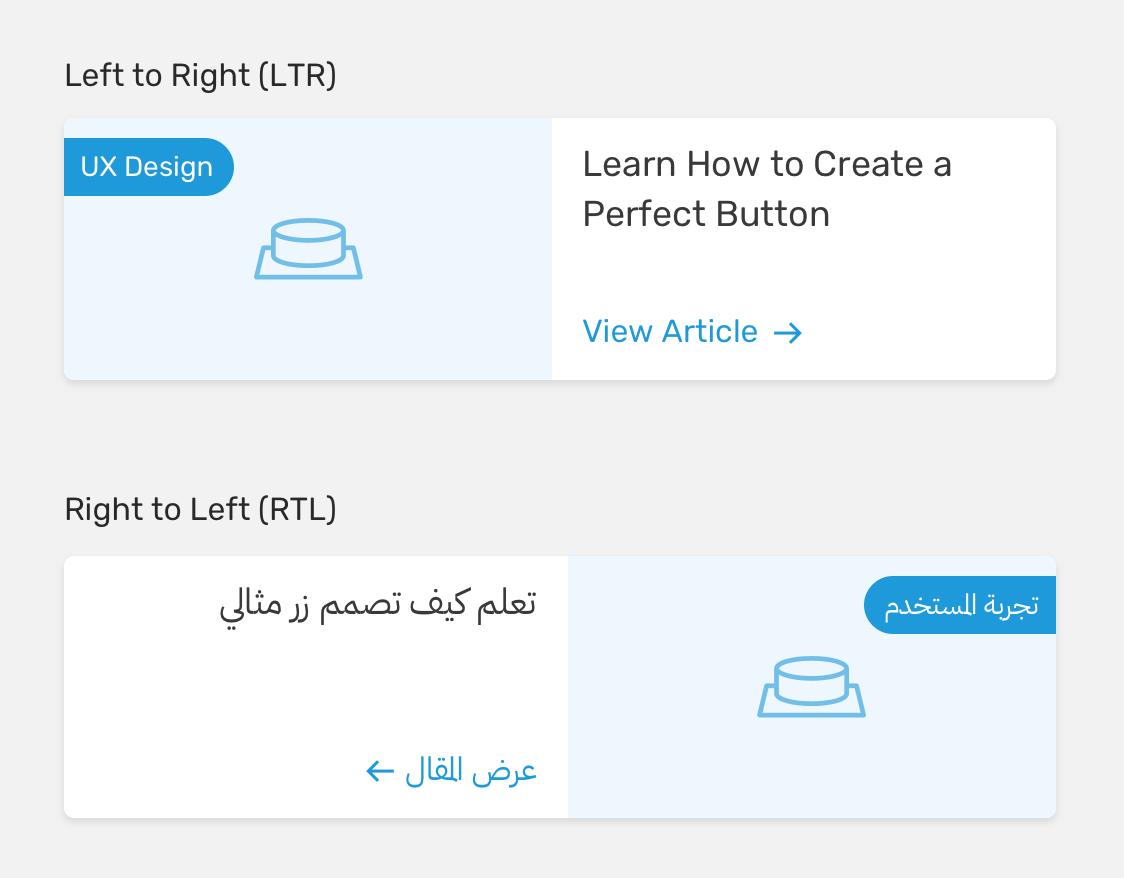 Left to Right (LTR)
UX Design
Learn How to Create a
Perfect Button
View Article →
Right to Left (RTL)
تجربة المستخدم
تعلم كيف تصمم زر مثالي
عرض المقال ←